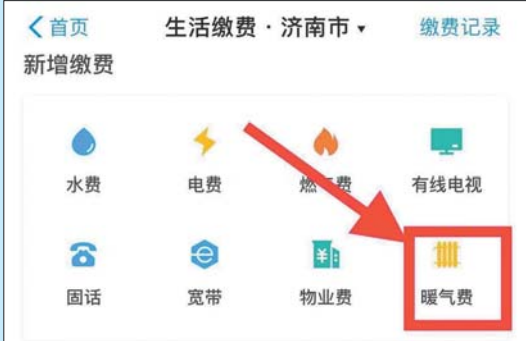 首页 生活缴费·济南市 缴费记录
新增缴费
水费 电费 燃气费 有线电视
固话 宽带 物业费 暖气费